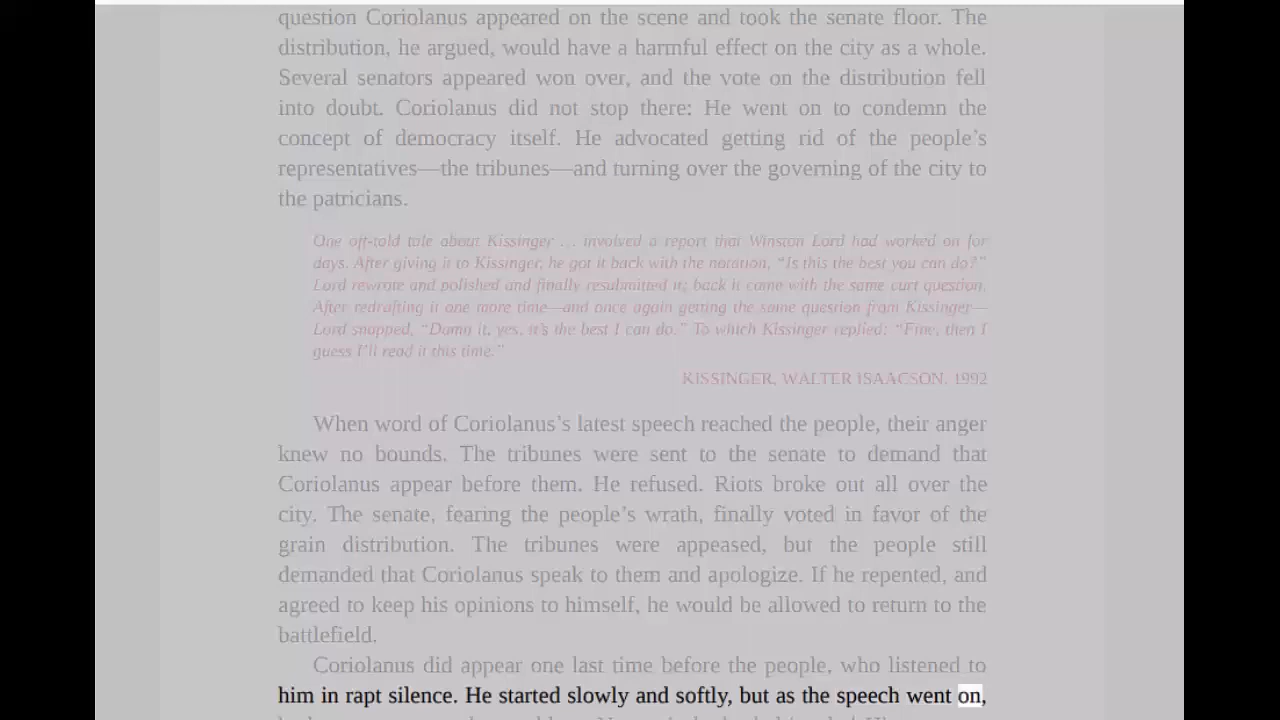 question Coriolanus appeared on the scene and took the senate floor. The
distribution, he argued, would have a harmful effect on the city as a whole.
Several senators appeared won over, and the vote on the distribution fell
into doubt. Coriolanus did not stop there: He went on to condemn the
concept of democracy itself. He advocated getting rid of the people’s
representatives—the tribunes—and turning over the governing of the city to
the patricians.
One oft-told tale about Kissinger … involved a report that Winston Lord had worked on for
days. After giving it to Kissinger, he got it back with the notation, “Is this the best you can do?”
Lord rewrote and polished and finally resubmitted it; back it came with the same curt question.
After redrafting it one more time—and once again getting the same question from Kissinger—
Lord snapped, “Damn it, yes, it’s the best I can do.” To which Kissinger replied: “Fine, then I
guess I’ll read it this time.”
KISSINGER, WALTER ISAACSON, 1992
When word of Coriolanus’s latest speech reached the people, their anger
knew no bounds. The tribunes were sent to the senate to demand that
Coriolanus appear before them. He refused. Riots broke out all over the
city. The senate, fearing the people’s wrath, finally voted in favor of the
grain distribution. The tribunes were appeased, but the people still
demanded that Coriolanus speak to them and apologize. If he repented, and
agreed to keep his opinions to himself, he would be allowed to return to the
battlefield.
Coriolanus did appear one last time before the people, who listened to
him in rapt silence. He started slowly and softly, but as the speech went on,